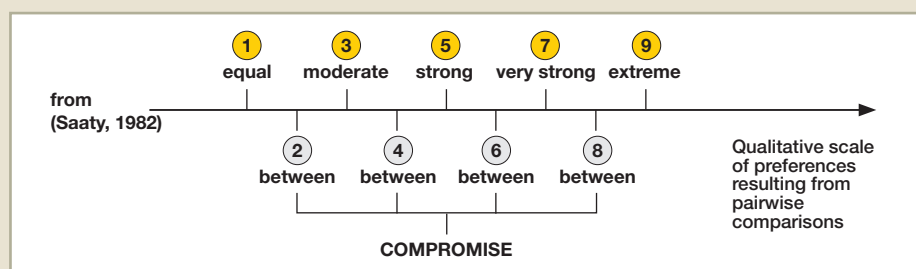 1 3 5 7 9
equal moderate strong very strong extreme
from
(Saaty, 1982)
2 4 6 8
between between between between
COMPROMISE
Qualitative scale
of preferences
resulting from
pairwise
comparisons